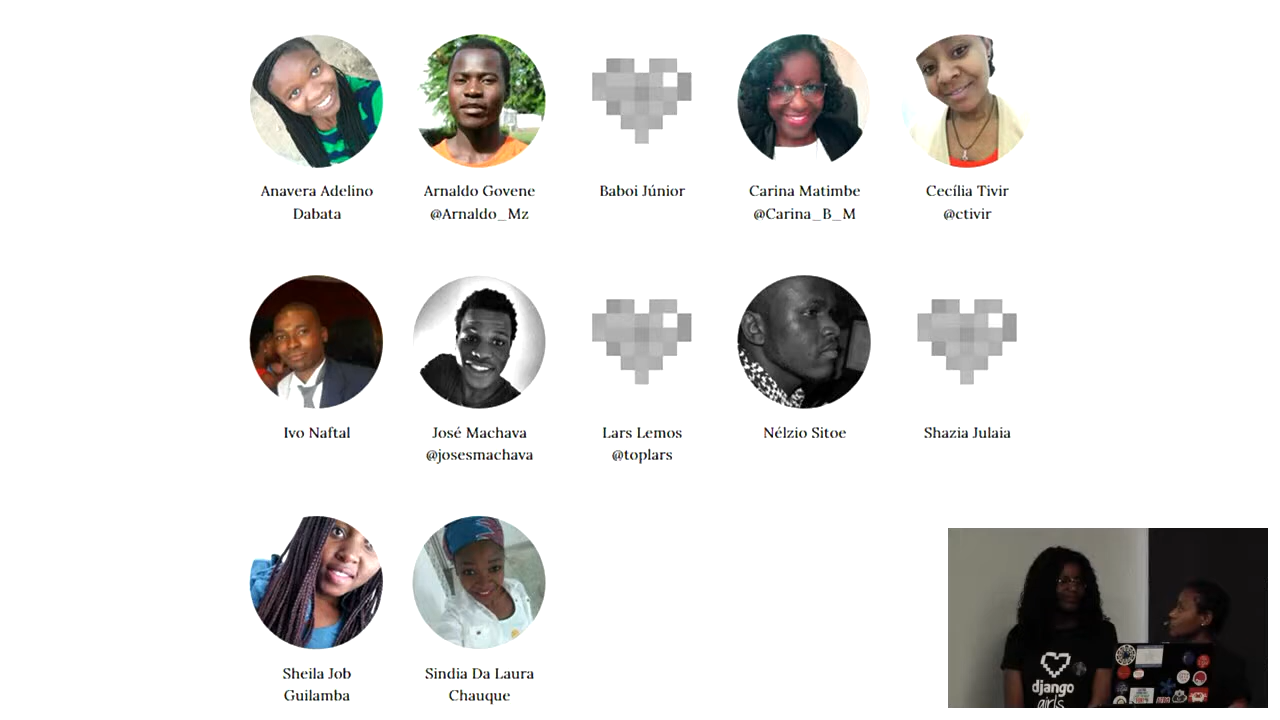 Anavera Adelino
Dabata
Arnaldo Govene
@Arnaldo_Mz
Baboi Júnior
Carina Matimbe
@Carina_B_M
Cecília Tivir
@ctivir
Ivo Naftal
José Machava
@josesmachava
Lars Lemos
@toplars
Nélzio Sitoe
Shazia Julaia
Sheila Job
Guilamba
Sindia Da Laura
Chauque
django
girls